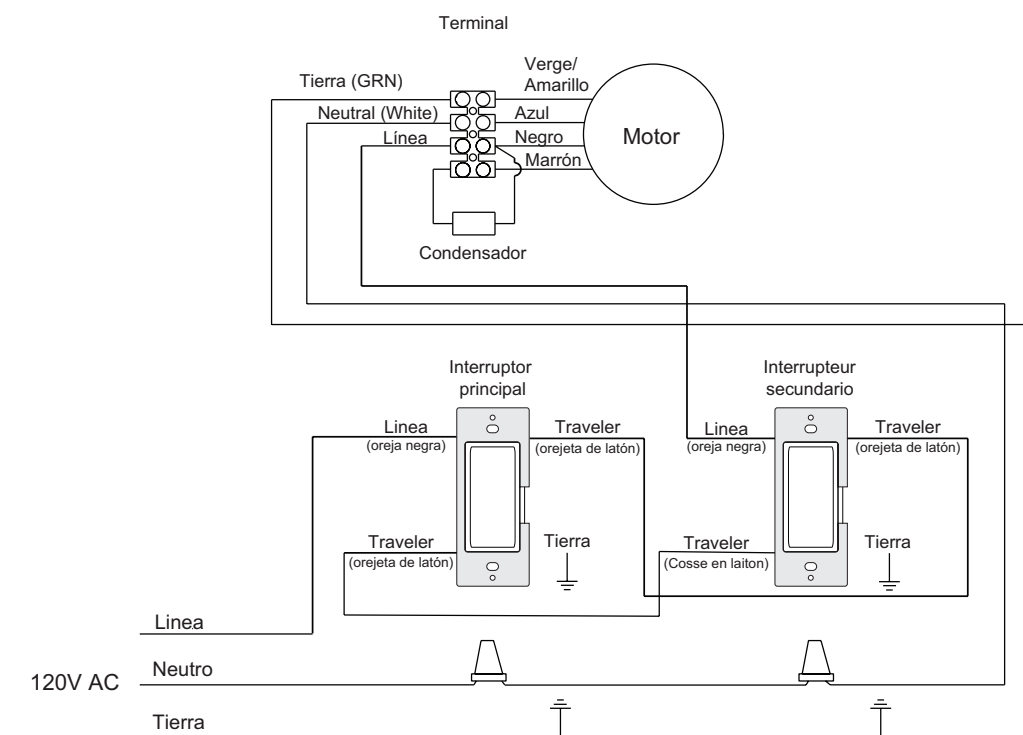 Terminal
Verge/
Amarillo
Tierra (GRN)
Neutral (White)
Azul
Línea
Negro
Motor
Marrón
Condensador
Interruptor
principal
Interrupteur
secundario
Linea
(oreja negra)
Traveler
(orejeta de latón)
Linea
(oreja negra)
Traveler
(orejeta de latón)
Traveler
(orejeta de latón)
Tierra
Traveler
(Cosse en laiton)
Tierra
Linea
120V AC
Neutro
Tierra